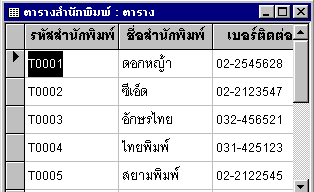 ตารางสำนักพิมพ์ : ตาราง
รหัสสำนักพิมพ์ ชื่อสำนักพิมพ์ เบอร์ติดต่อ
T0001 ดอกหญ้า 02-2545628
T0002 ซีเอ็ด 02-2123547
T0003 อักษรไทย 032-456521
T0004 ไทยพิมพ์ 031-425123
T0005 สยามพิมพ์ 02-2122545